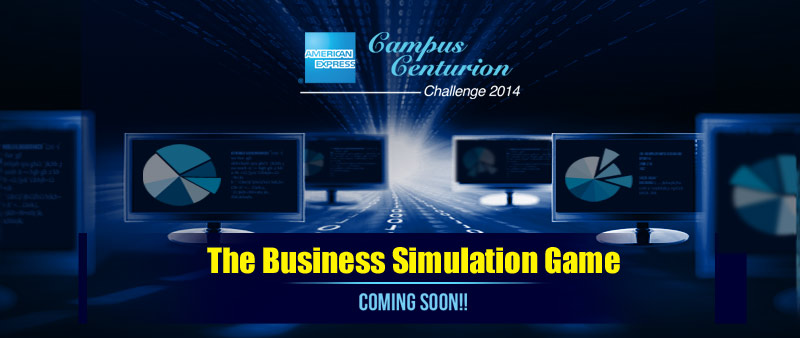 AMERICAN
EXPRESS
Campus
Centurion
Challenge 2014
The Business Simulation Game
COMING SOON!!